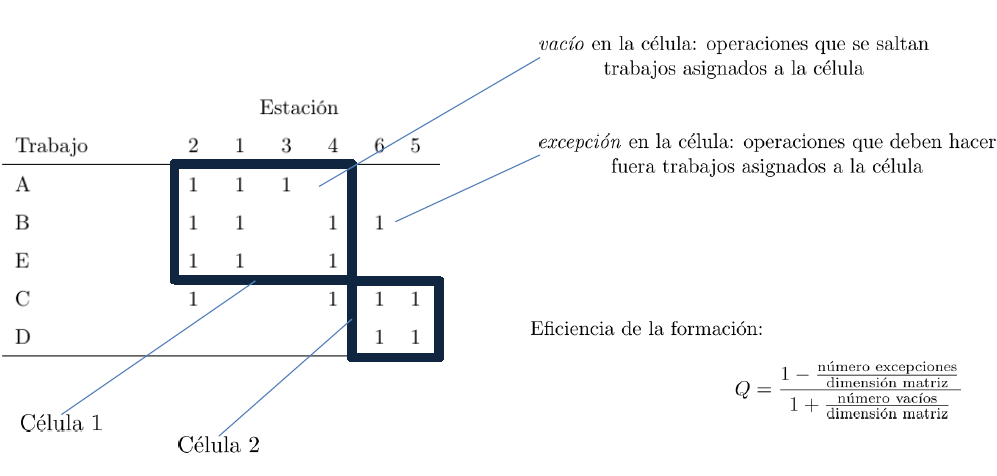 vacío en la célula: operaciones que se saltan
trabajos asignados a la célula
Estación
Trabajo 2 1 3 4 6 5
excepción en la célula: operaciones que deben hacer
fuera trabajos asignados a la célula
A 1 1 1
B 1 1 1 1
E 1 1 1
C 1 1 1 1
D 1 1
Eficiencia de la formación:
Q = \frac{1 - \frac{número excepciones}{dimensión matriz}}{1 + \frac{número vacíos}{dimensión matriz}}
Célula 1
Célula 2